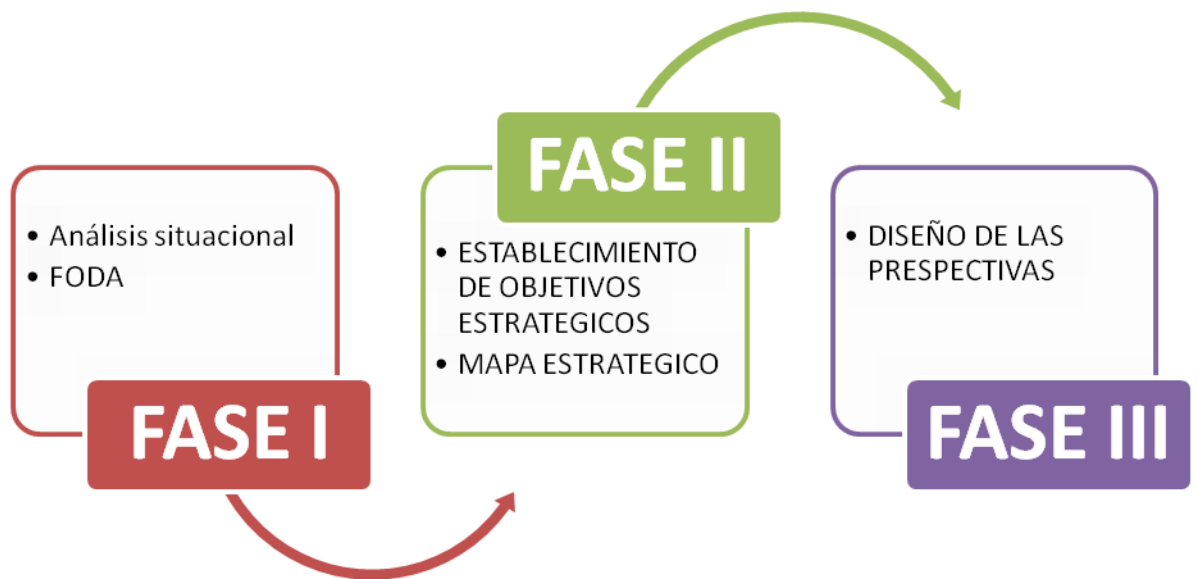 • Análisis situacional
• FODA
FASE I
FASE II
• ESTABLECIMIENTO
DE OBJETIVOS
ESTRATEGICOS
• MAPA ESTRATEGICO
• DISEÑO DE LAS
PRESPECTIVAS
FASE III